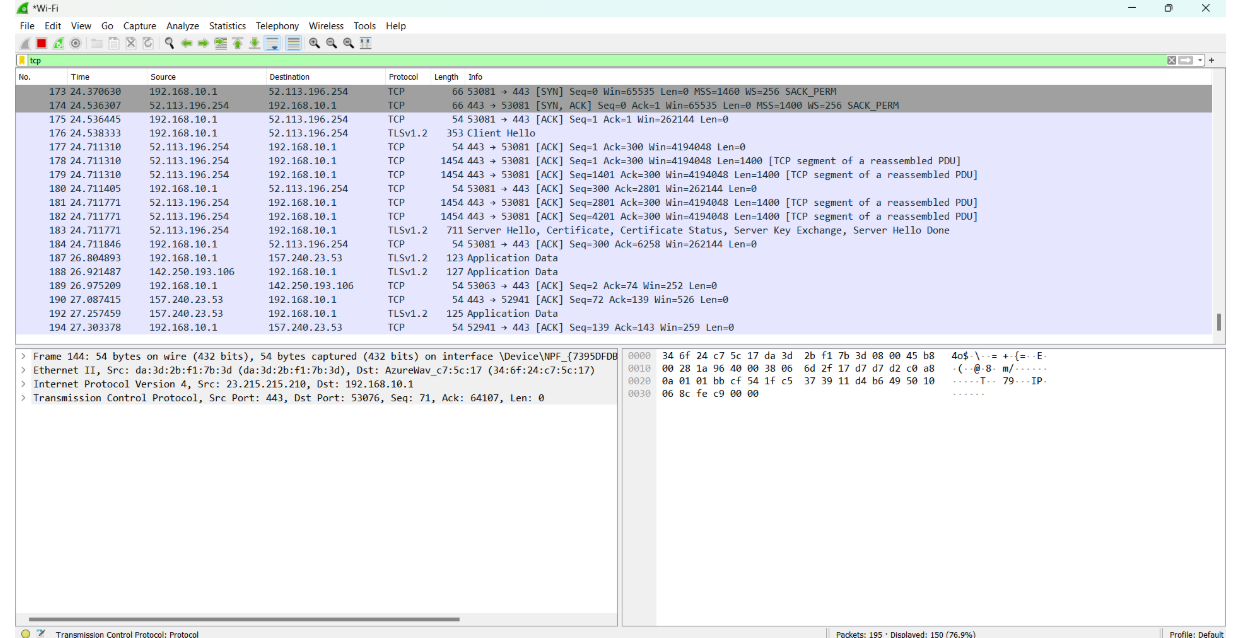 *Wi-Fi
File Edit View Go Capture Analyze Statistics Telephony Wireless Tools Help
tcp
No. Time Source Destination Protocol Length Info
173 24.370630 192.168.10.1 52.113.196.254 TCP 66 53081 → 443 [SYN] Seq=0 Win=65535 Len=0 MSS=1460 WS=256 SACK_PERM
174 24.536307 52.113.196.254 192.168.10.1 TCP 66 443 → 53081 [SYN, ACK] Seq=0 Ack=1 Win=65535 Len=0 MSS=1400 WS=256 SACK_PERM
175 24.536445 192.168.10.1 52.113.196.254 TCP 54 53081 → 443 [ACK] Seq=1 Ack=1 Win=262144 Len=0
176 24.538333 192.168.10.1 52.113.196.254 TLSv1.2 353 Client Hello
177 24.711310 52.113.196.254 192.168.10.1 TCP 54 443 → 53081 [ACK] Seq=1 Ack=300 Win=4194048 Len=0
178 24.711310 52.113.196.254 192.168.10.1 TCP 1454 443 → 53081 [ACK] Seq=1 Ack=300 Win=4194048 Len=1400 [TCP segment of a reassembled PDU]
179 24.711310 52.113.196.254 192.168.10.1 TCP 1454 443 → 53081 [ACK] Seq=1401 Ack=300 Win=4194048 Len=1400 [TCP segment of a reassembled PDU]
180 24.711405 192.168.10.1 52.113.196.254 TCP 54 53081 → 443 [ACK] Seq=300 Ack=2801 Win=262144 Len=0
181 24.711771 52.113.196.254 192.168.10.1 TCP 1454 443 → 53081 [ACK] Seq=2801 Ack=300 Win=4194048 Len=1400 [TCP segment of a reassembled PDU]
182 24.711771 52.113.196.254 192.168.10.1 TCP 1454 443 → 53081 [ACK] Seq=4201 Ack=300 Win=4194048 Len=1400 [TCP segment of a reassembled PDU]
183 24.711771 52.113.196.254 192.168.10.1 TLSv1.2 711 Server Hello, Certificate, Certificate Status, Server Key Exchange, Server Hello Done
184 24.711846 192.168.10.1 52.113.196.254 TCP 54 53081 → 443 [ACK] Seq=300 Ack=6258 Win=262144 Len=0
187 26.804893 192.168.10.1 157.240.23.53 TLSv1.2 123 Application Data
188 26.921487 142.250.193.106 192.168.10.1 TLSv1.2 127 Application Data
189 26.975209 192.168.10.1 142.250.193.106 TCP 54 53063 → 443 [ACK] Seq=2 Ack=74 Win=252 Len=0
190 27.087415 157.240.23.53 192.168.10.1 TCP 54 443 → 52941 [ACK] Seq=72 Ack=139 Win=526 Len=0
192 27.257459 157.240.23.53 192.168.10.1 TLSv1.2 125 Application Data
194 27.303378 192.168.10.1 157.240.23.53 TCP 54 52941 → 443 [ACK] Seq=139 Ack=143 Win=259 Len=0
> Frame 144: 54 bytes on wire (432 bits), 54 bytes captured (432 bits) on interface \Device\NPF_{7395DFDB
> Ethernet II, Src: da:3d:2b:f1:7b:3d (da:3d:2b:f1:7b:3d), Dst: AzureWav_c7:5c:17 (34:6f:24:c7:5c:17)
> Internet Protocol Version 4, Src: 23.215.215.210, Dst: 192.168.10.1
> Transmission Control Protocol, Src Port: 443, Dst Port: 53076, Seq: 71, Ack: 64107, Len: 0
0000 34 6f 24 c7 5c 17 da 3d 2b f1 7b 3d 08 00 45 b8 4o$·\··= +·{=··E·
0010 00 28 1a 96 40 00 38 06 6d 2f 17 d7 d7 d2 c0 a8 ·(··@·8· m/······
0020 0a 01 01 bb cf 54 1f c5 37 39 11 d4 b6 49 50 10 ·····T·· 79···IP·
0030 06 8c fe c9 00 00 ······
Transmission Control Protocol: Protocol
Packets: 195 · Displayed: 150 (76.9%)
Profile: Default